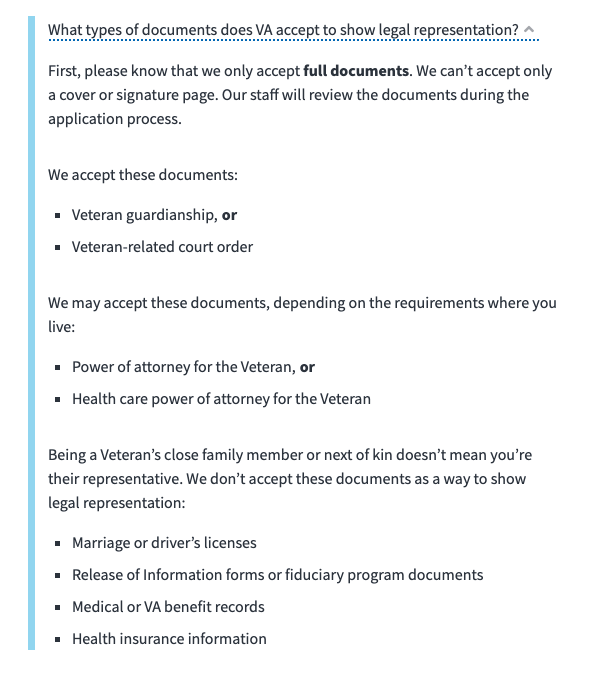 What types of documents does VA accept to show legal representation?
First, please know that we only accept full documents. We can’t accept only
a cover or signature page. Our staff will review the documents during the
application process.
We accept these documents:
▪ Veteran guardianship, or
▪ Veteran-related court order
We may accept these documents, depending on the requirements where you
live:
▪ Power of attorney for the Veteran, or
▪ Health care power of attorney for the Veteran
Being a Veteran’s close family member or next of kin doesn’t mean you’re
their representative. We don’t accept these documents as a way to show
legal representation:
▪ Marriage or driver’s licenses
▪ Release of Information forms or fiduciary program documents
▪ Medical or VA benefit records
▪ Health insurance information